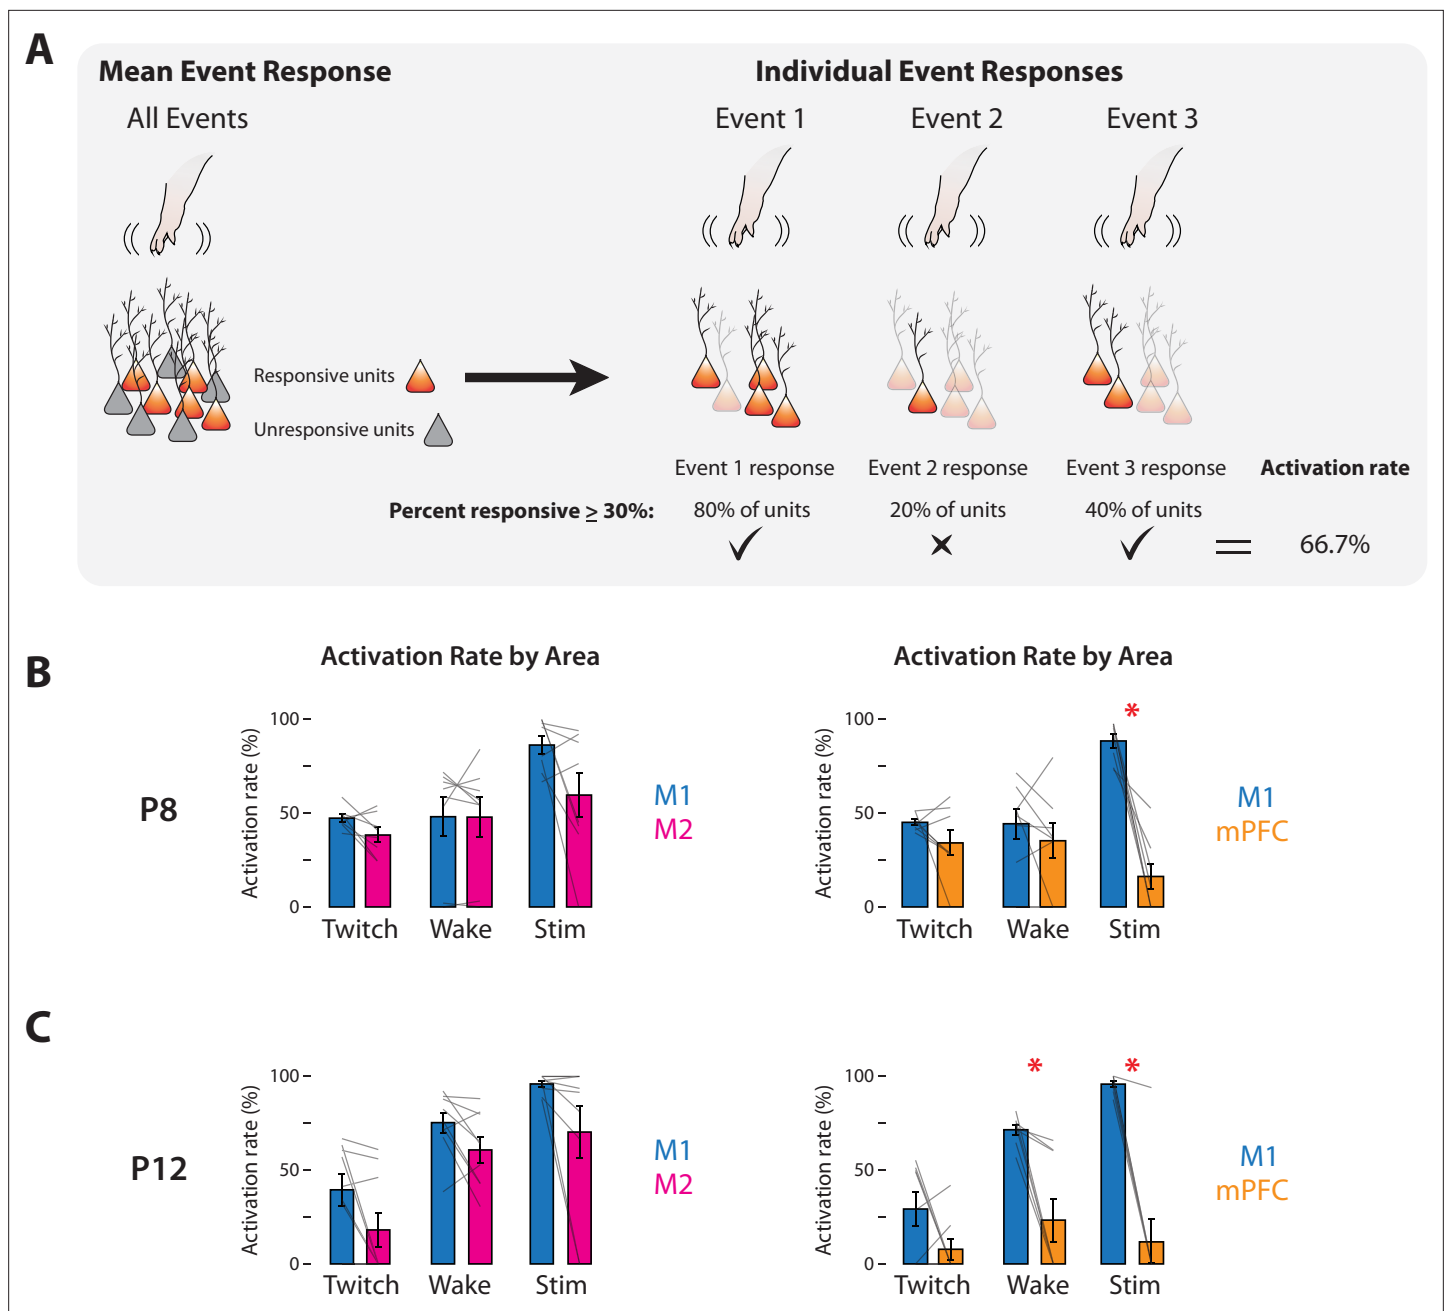 A
Mean Event Response
Individual Event Responses
All Events
Event 1
Event 2
Event 3
Responsive units
Unresponsive units
Event 1 response
Event 2 response
Event 3 response
Activation rate
Percent responsive ≥ 30%:
80% of units
20% of units
40% of units
66.7%
B
P8
Activation Rate by Area
Activation rate (%)
100
50
0
Twitch
Wake
Stim
M1
M2
Activation Rate by Area
Activation rate (%)
100
50
0
*
Twitch
Wake
Stim
M1
mPFC
C
P12
Activation rate (%)
100
50
0
Twitch
Wake
Stim
M1
M2
Activation rate (%)
100
50
0
*
*
Twitch
Wake
Stim
M1
mPFC